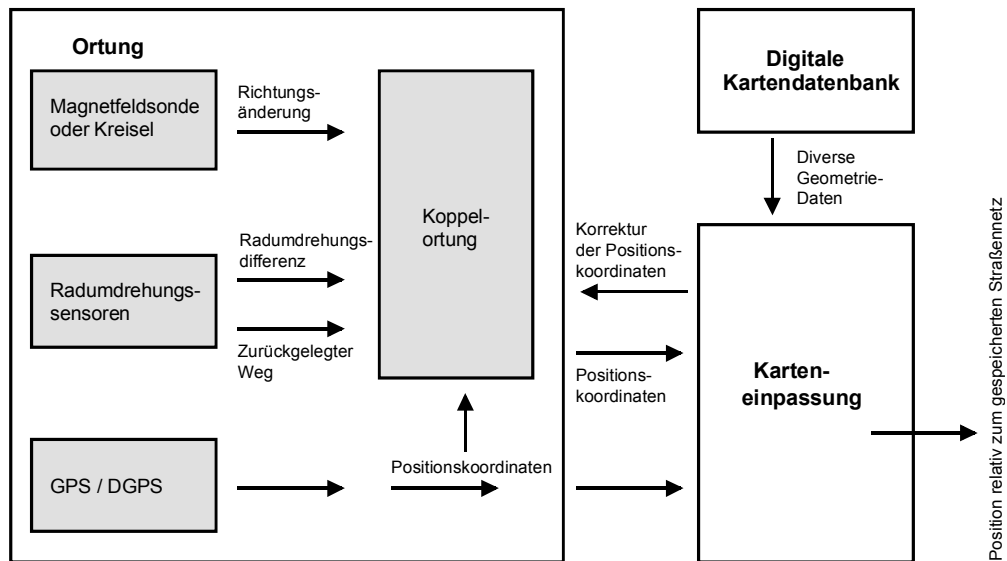 Ortung
Magnetfeldsonde
oder Kreisel
Richtungs-
änderung
Radumdrehungs-
sensoren
Radumdrehungs-
differenz
Zurückgelegter
Weg
Koppel-
ortung
GPS / DGPS
Positionskoordinaten
Digitale
Kartendatenbank
Diverse
Geometrie-
Daten
Korrektur
der Positions-
koordinaten
Positions-
koordinaten
Karten-
einpassung
Position relativ zum gespeicherten Straßennetz